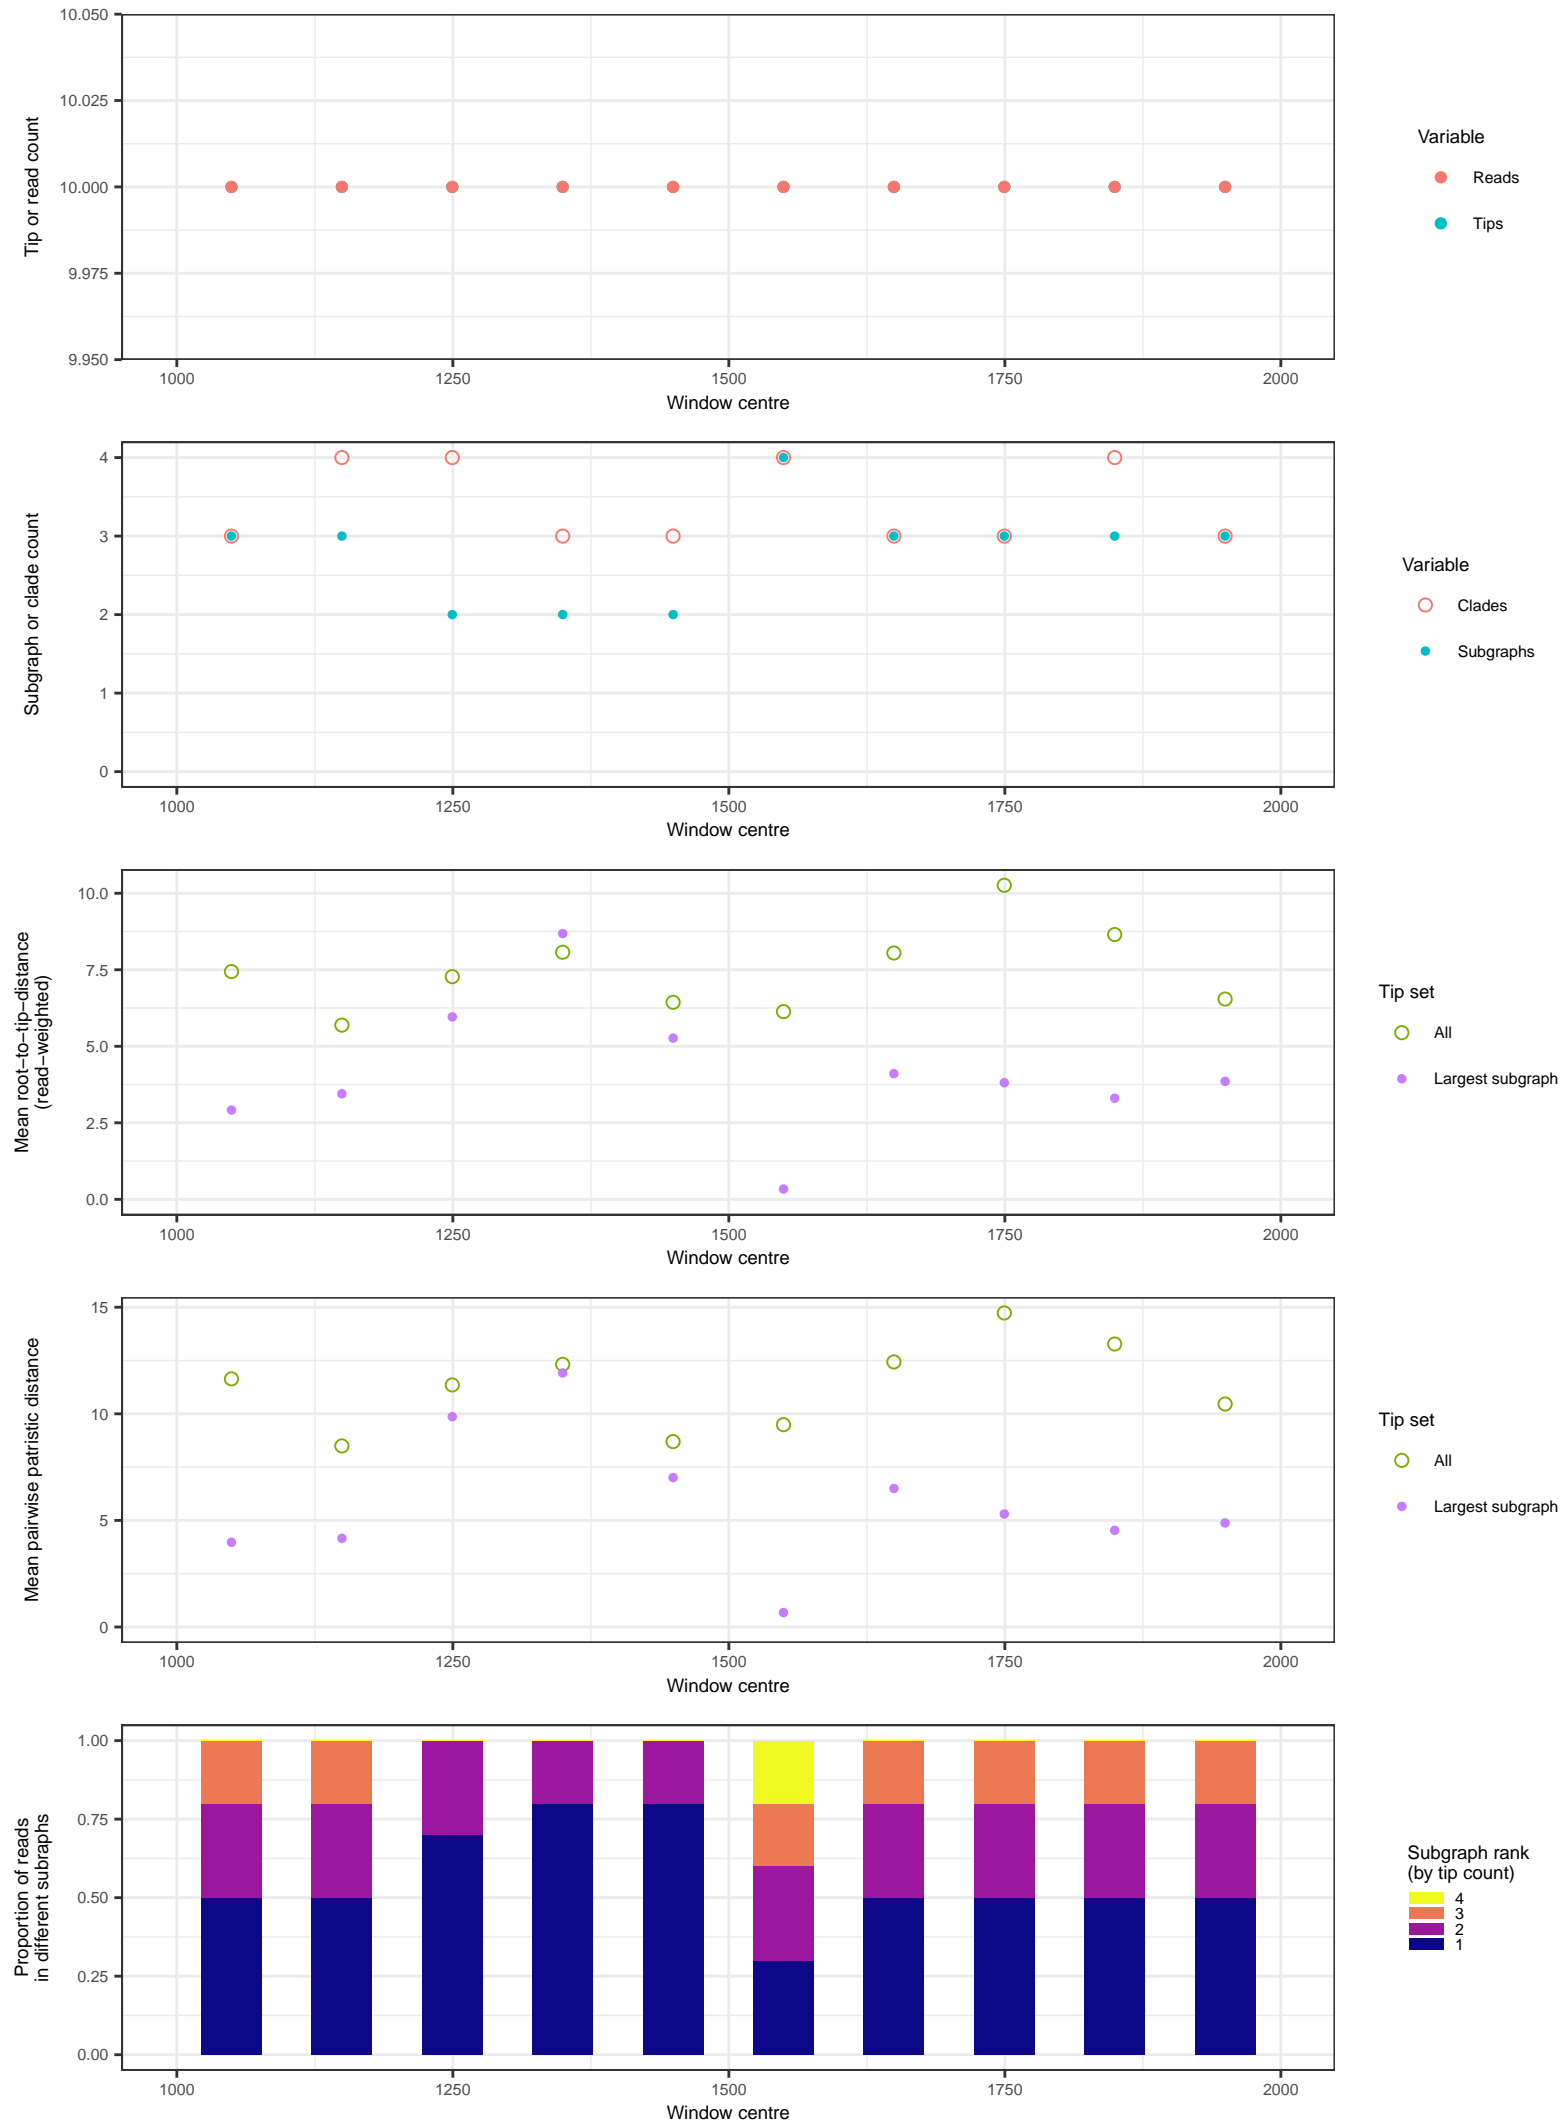 10.050
10.025
10.000
9.975
9.950
Tip or read count
1000 1250 1500 1750 2000
Window centre
Variable
Reads
Tips
4
3
2
1
0
Subgraph or clade count
1000 1250 1500 1750 2000
Window centre
Variable
Clades
Subgraphs
10.0
7.5
5.0
2.5
0.0
Mean root−to−tip−distance
(read−weighted)
1000 1250 1500 1750 2000
Window centre
Tip set
All
Largest subgraph
15
10
5
0
Mean pairwise patristic distance
1000 1250 1500 1750 2000
Window centre
Tip set
All
Largest subgraph
1.00
0.75
0.50
0.25
0.00
Proportion of reads
in different subraphs
1000 1250 1500 1750 2000
Window centre
Subgraph rank
(by tip count)
4
3
2
1